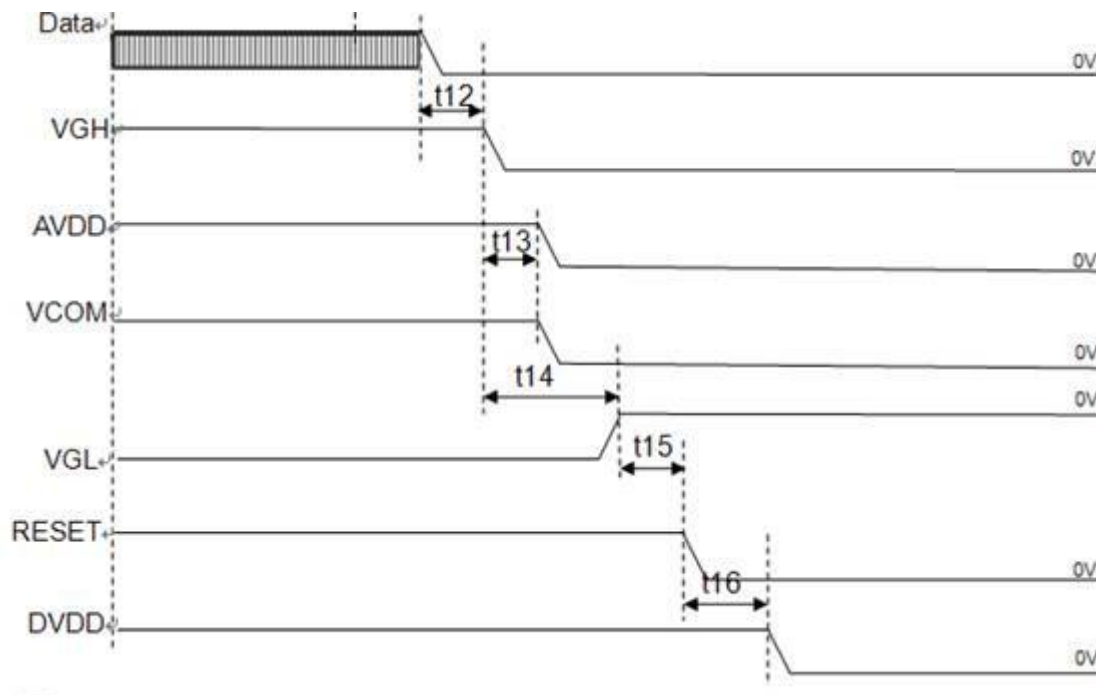 Data↵
0V
t12
VGH↵
0V
AVDD↵
t13
0V
VCOM↵
0V
t14
0V
t15
VGL↵
RESET↵
0V
t16
DVDD↵
0V